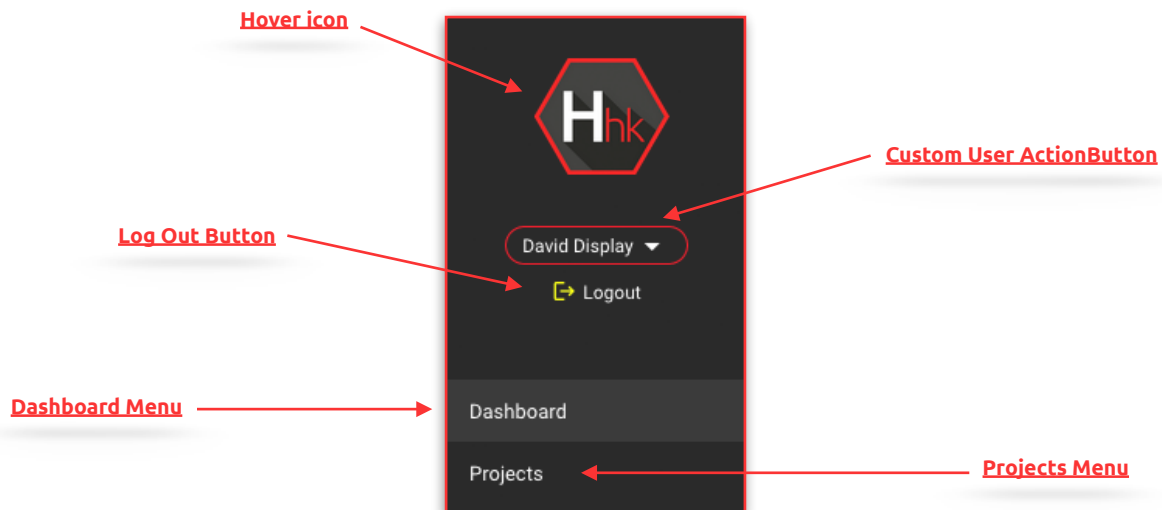 Hover icon
Hhk
Custom User ActionButton
Log Out Button
David Display
Logout
Dashboard Menu
Dashboard
Projects
Projects Menu